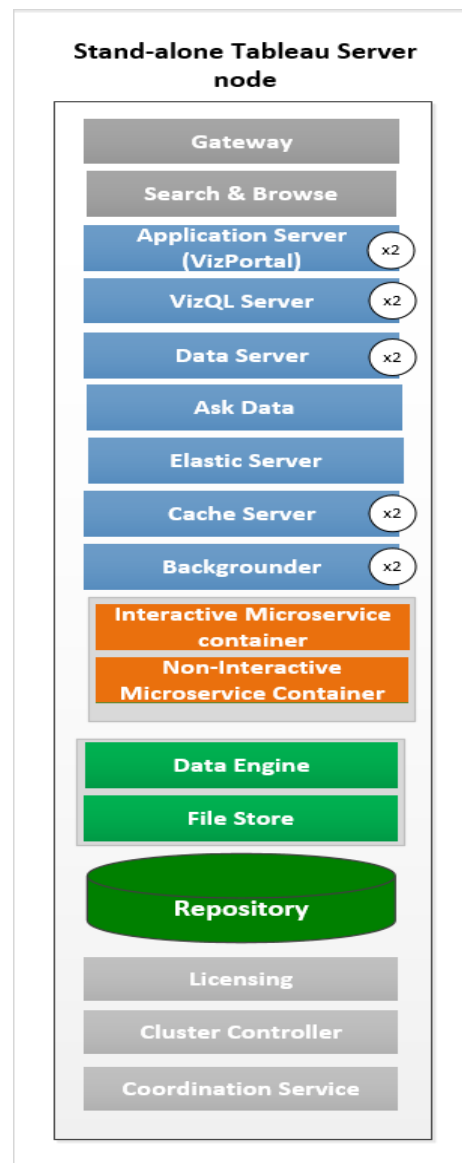 Stand-alone Tableau Server
node
Gateway
Search & Browse
Application Server
(VizPortal)
x2
VizQL Server
x2
Data Server
x2
Ask Data
Elastic Server
Cache Server
x2
Backgrounder
x2
Interactive Microservice
container
Non-Interactive
Microservice Container
Data Engine
File Store
Repository
Licensing
Cluster Controller
Coordination Service